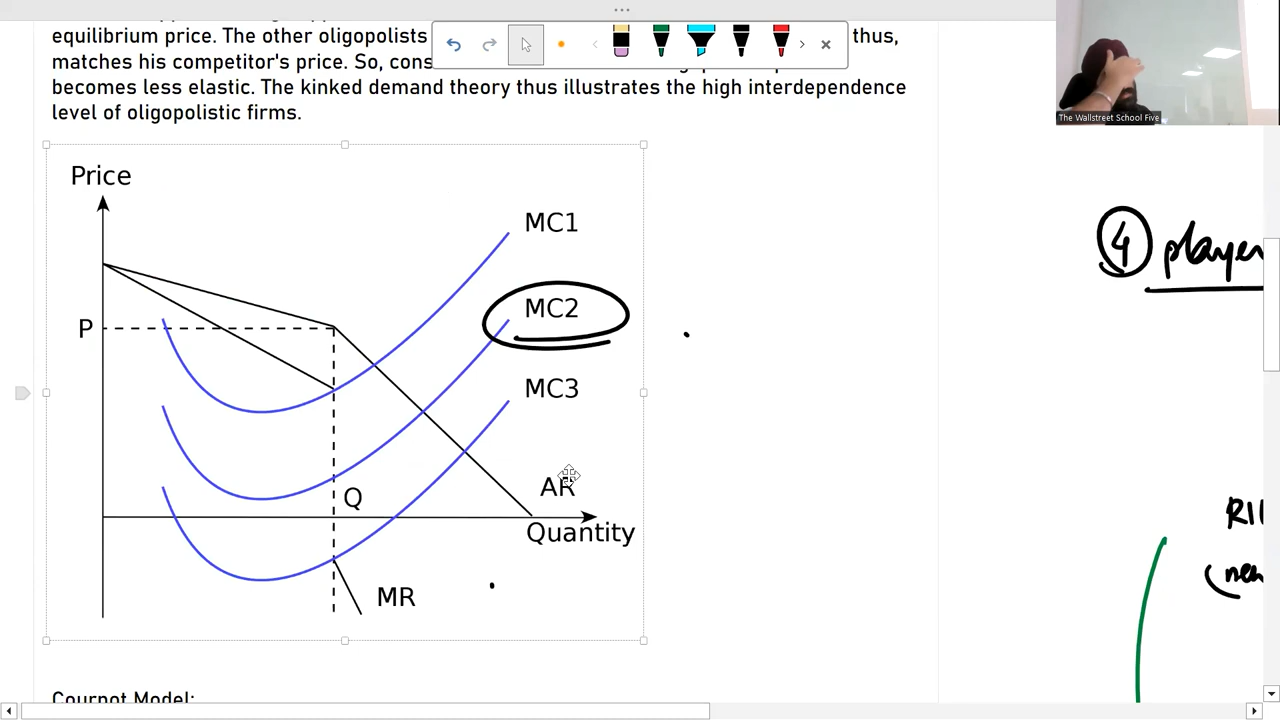 equilibrium price. The other oligopolists thus,
matches his competitor's price. So, cons
becomes less elastic. The kinked demand theory thus illustrates the high interdependence
level of oligopolistic firms.
The Wallstreet School Five
Price
MC1
MC2
MC3
P
Q
AR
Quantity
MR
4 player
Cournot Model: